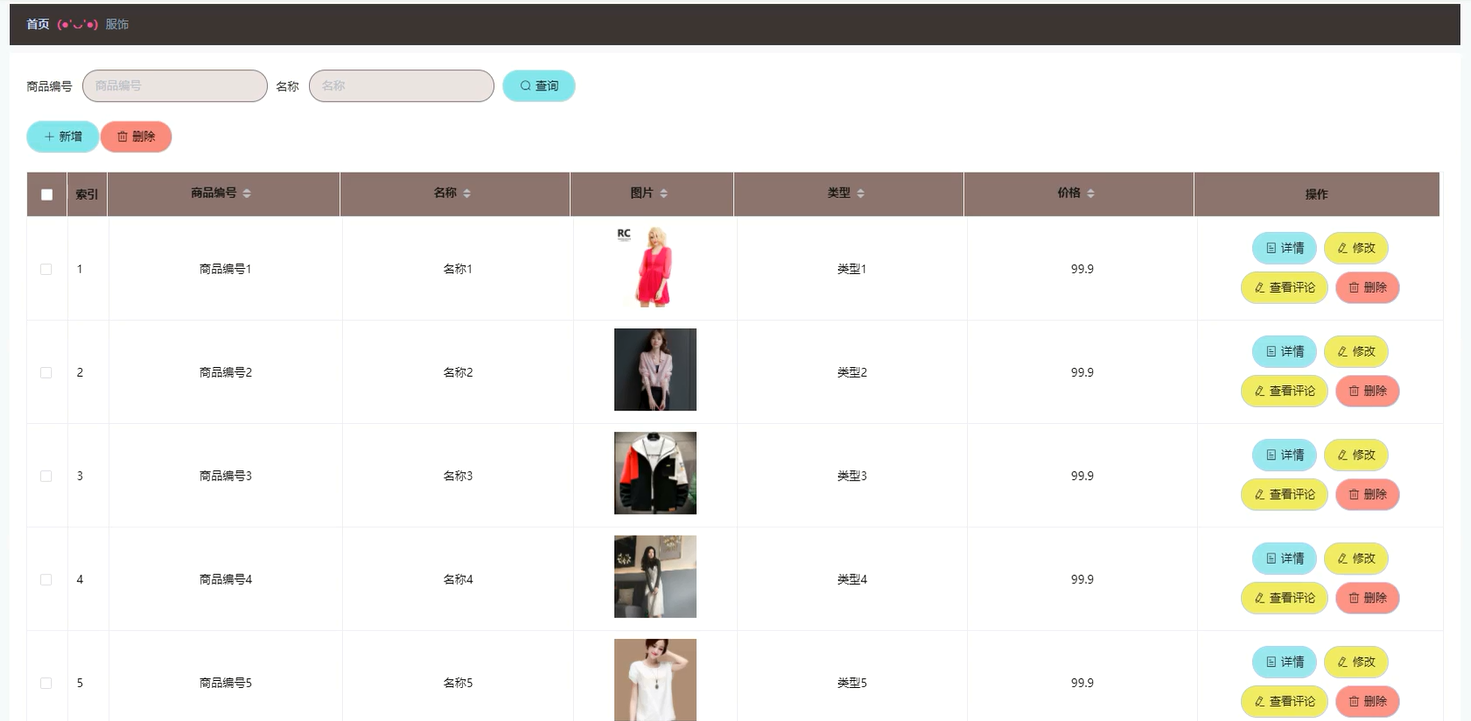 首页 (●'◡'●) 服饰
商品编号 商品编号 名称 名称 查询
新增 删除
索引 商品编号 名称 图片 类型 价格 操作
1 商品编号1 名称1 RC 类型1 99.9 详情 修改
查看评论 删除
2 商品编号2 名称2 类型2 99.9 详情 修改
查看评论 删除
3 商品编号3 名称3 类型3 99.9 详情 修改
查看评论 删除
4 商品编号4 名称4 类型4 99.9 详情 修改
查看评论 删除
5 商品编号5 名称5 类型5 99.9 详情 修改
查看评论 删除